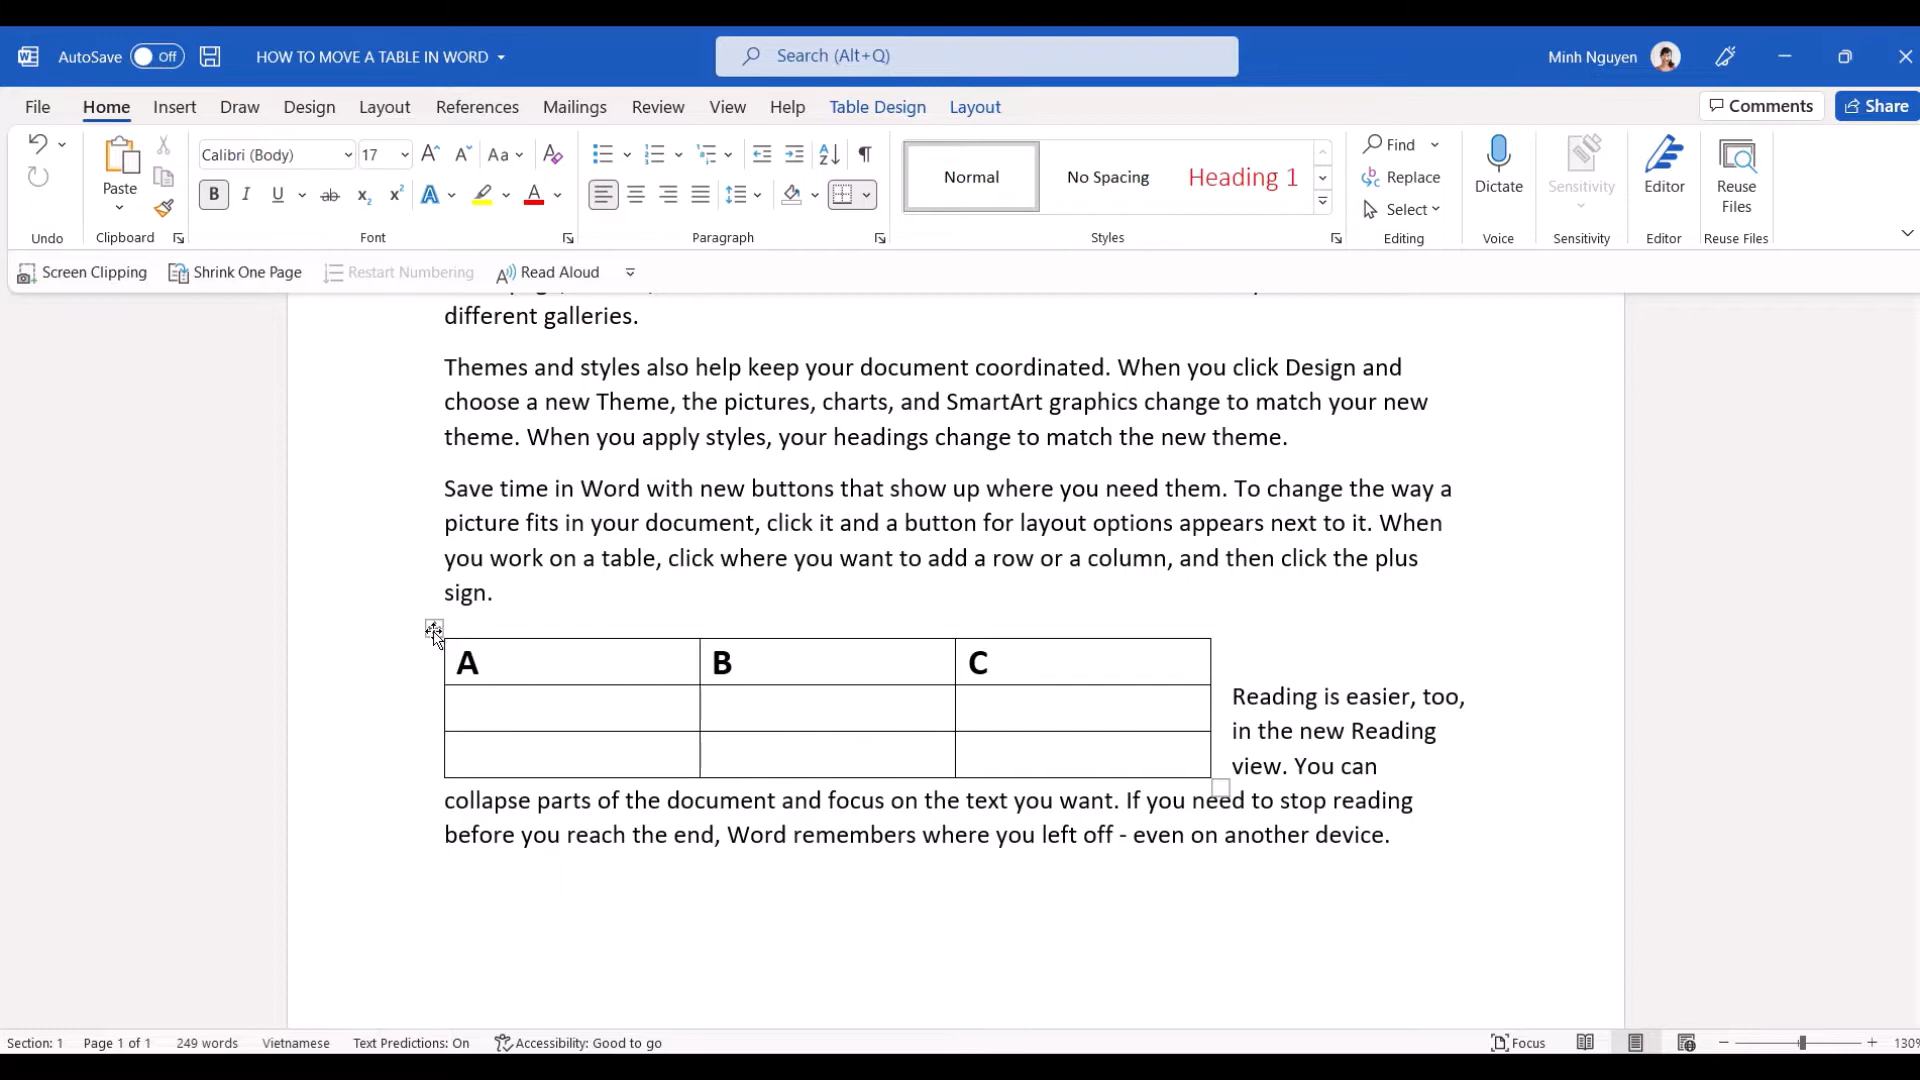 AutoSave Off HOW TO MOVE A TABLE IN WORD Search (Alt+Q) Minh Nguyen
File Home Insert Draw Design Layout References Mailings Review View Help Table Design Layout Comments Share
Calibri (Body) 17 Aa
Paste
B I U ab x₂ x² A A
Normal No Spacing Heading 1
Find
Replace
Select
Dictate
Sensitivity
Editor
Reuse
Files
Undo Clipboard Font Paragraph Styles Editing Voice Sensitivity Editor Reuse Files
Screen Clipping Shrink One Page Restart Numbering Read Aloud
different galleries.
Themes and styles also help keep your document coordinated. When you click Design and
choose a new Theme, the pictures, charts, and SmartArt graphics change to match your new
theme. When you apply styles, your headings change to match the new theme.
Save time in Word with new buttons that show up where you need them. To change the way a
picture fits in your document, click it and a button for layout options appears next to it. When
you work on a table, click where you want to add a row or a column, and then click the plus
sign.
A B C
Reading is easier, too,
in the new Reading
view. You can
collapse parts of the document and focus on the text you want. If you need to stop reading
before you reach the end, Word remembers where you left off - even on another device.
Section: 1 Page 1 of 1 249 words Vietnamese Text Predictions: On Accessibility: Good to go Focus 130%